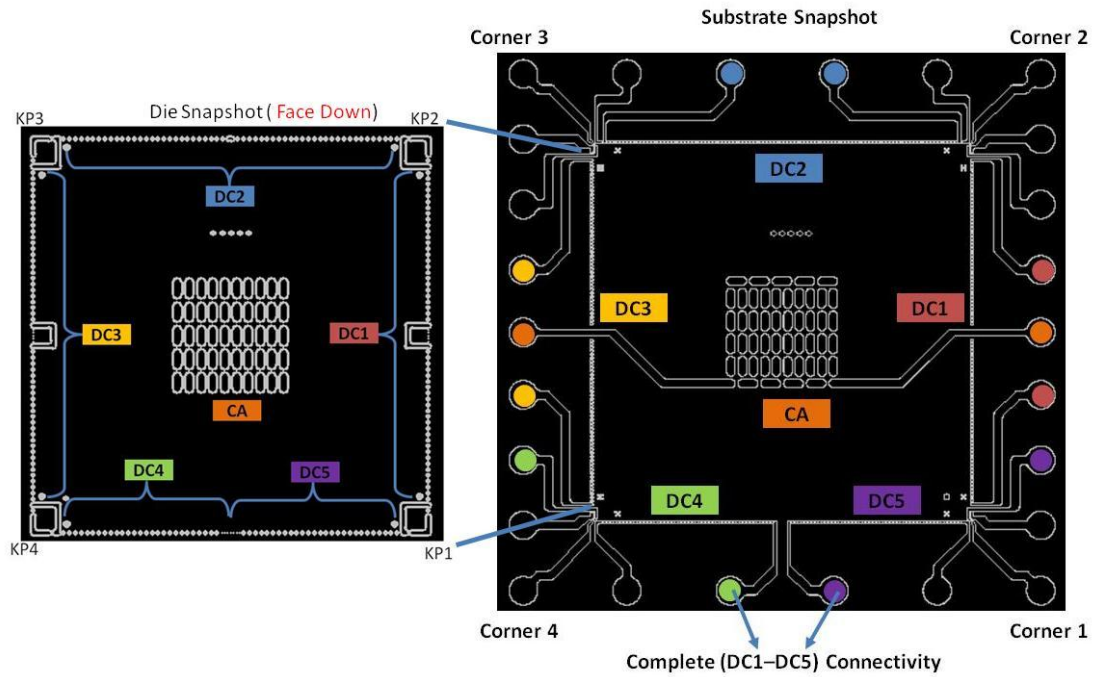 Substrate Snapshot
Corner 3
Corner 2
Die Snapshot ( Face Down)
KP3
KP2
DC2
DC3
DC1
CA
DC4
DC5
KP4
KP1
DC2
DC3
DC1
CA
DC4
DC5
Corner 4
Corner 1
Complete (DC1–DC5) Connectivity